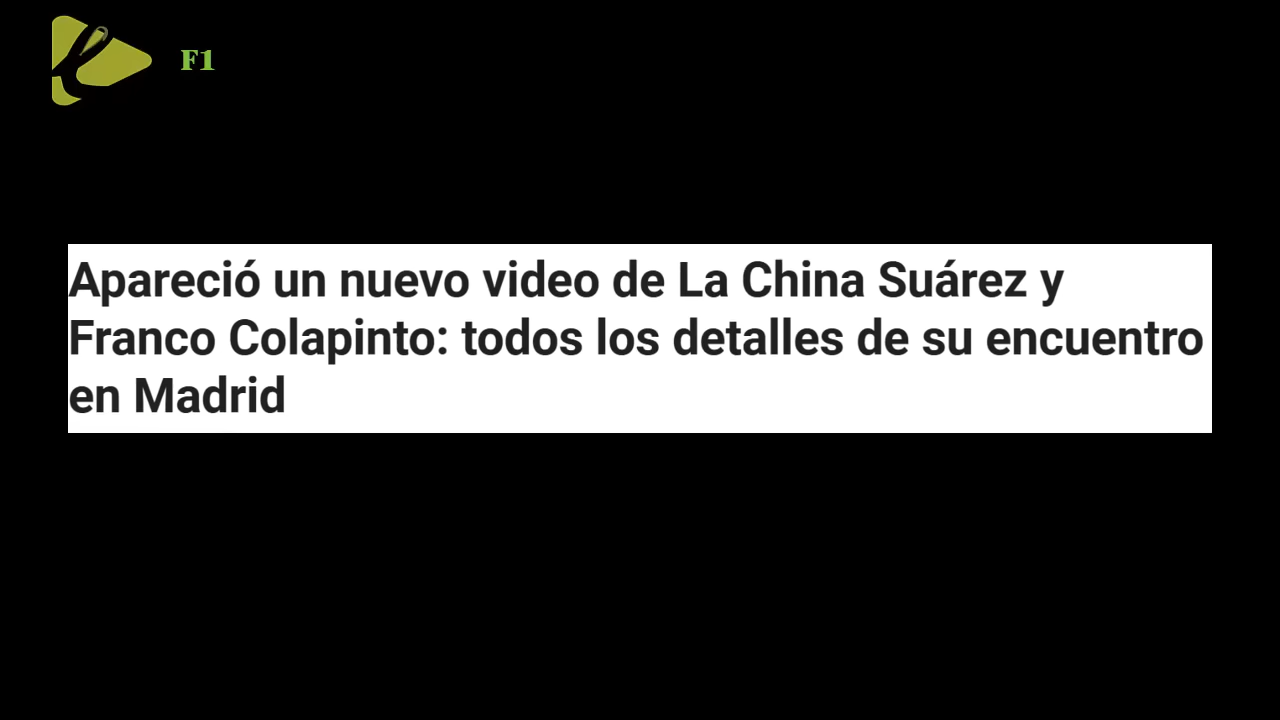 F1
Apareció un nuevo video de La China Suárez y
Franco Colapinto: todos los detalles de su encuentro
en Madrid